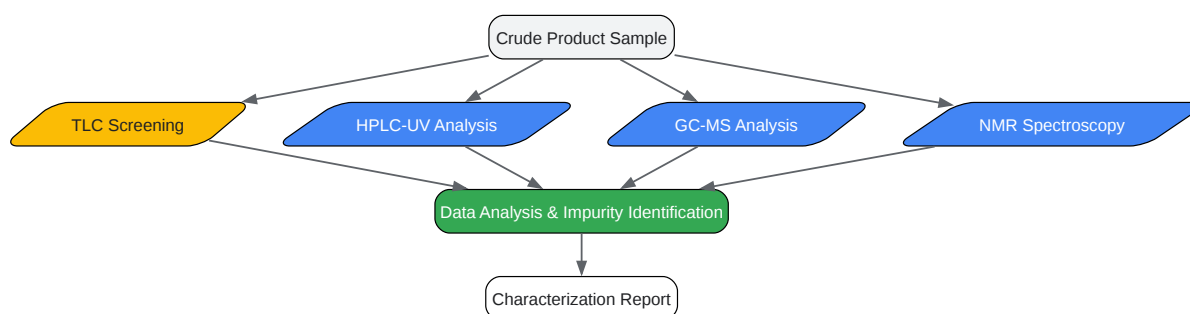 Crude Product Sample
TLC Screening
HPLC-UV Analysis
GC-MS Analysis
NMR Spectroscopy
Data Analysis & Impurity Identification
Characterization Report